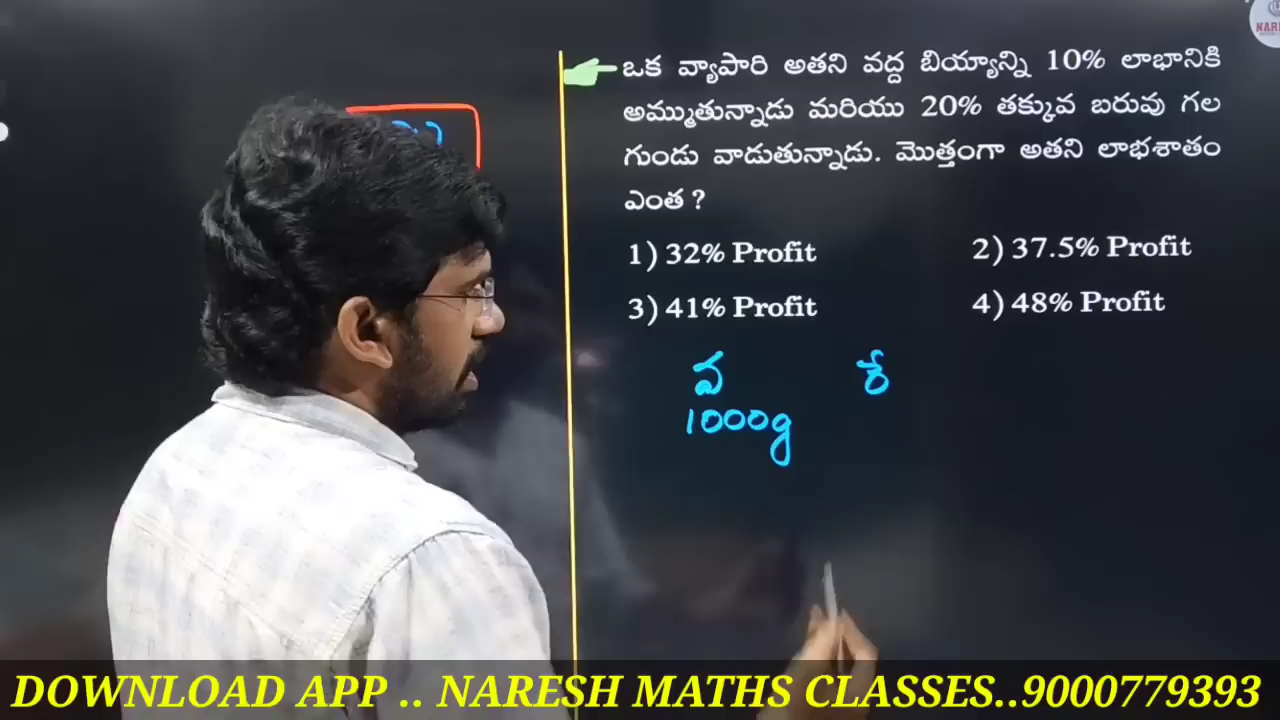 ఒక వ్యాపారి అతని వద్ద బియ్యాన్ని 10% లాభానికి
అమ్ముతున్నాడు మరియు 20% తక్కువ బరువు గల
గుండు వాడుతున్నాడు. మొత్తంగా అతని లాభశాతం
ఎంత ?
1) 32% Profit 2) 37.5% Profit
3) 41% Profit 4) 48% Profit
వ రే
1000g
DOWNLOAD APP .. NARESH MATHS CLASSES..9000779393